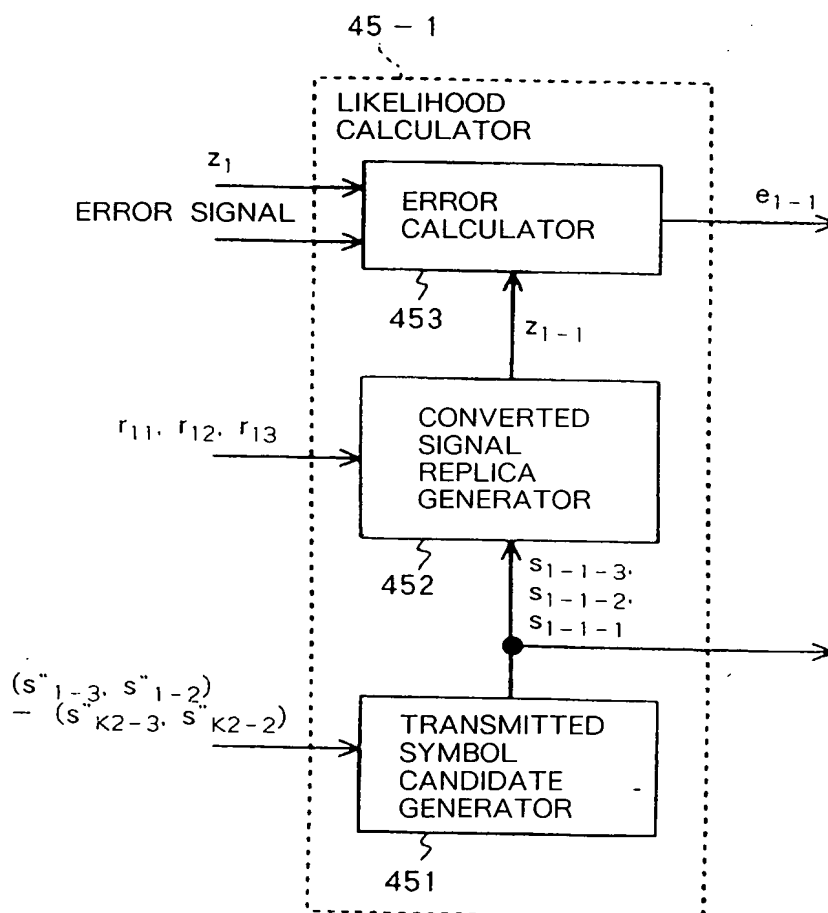 45-1
LIKELIHOOD
CALCULATOR
z1
ERROR SIGNAL
ERROR
CALCULATOR
e1-1
453
z1-1
r11, r12, r13
CONVERTED
SIGNAL
REPLICA
GENERATOR
452
s1-1-3,
s1-1-2,
s1-1-1
(s"1-3, s"1-2)
– (s"K2-3, s"K2-2)
TRANSMITTED
SYMBOL
CANDIDATE
GENERATOR
451